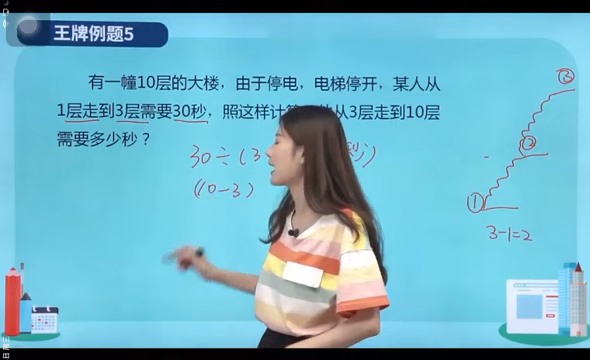 王牌例题5
有一幢10层的大楼，由于停电，电梯停开，某人从
1层走到3层需要30秒，照这样计算
从3层走到10层
需要多少秒？
30÷(3
秒)
(10-3)
③
②
①
3-1=2